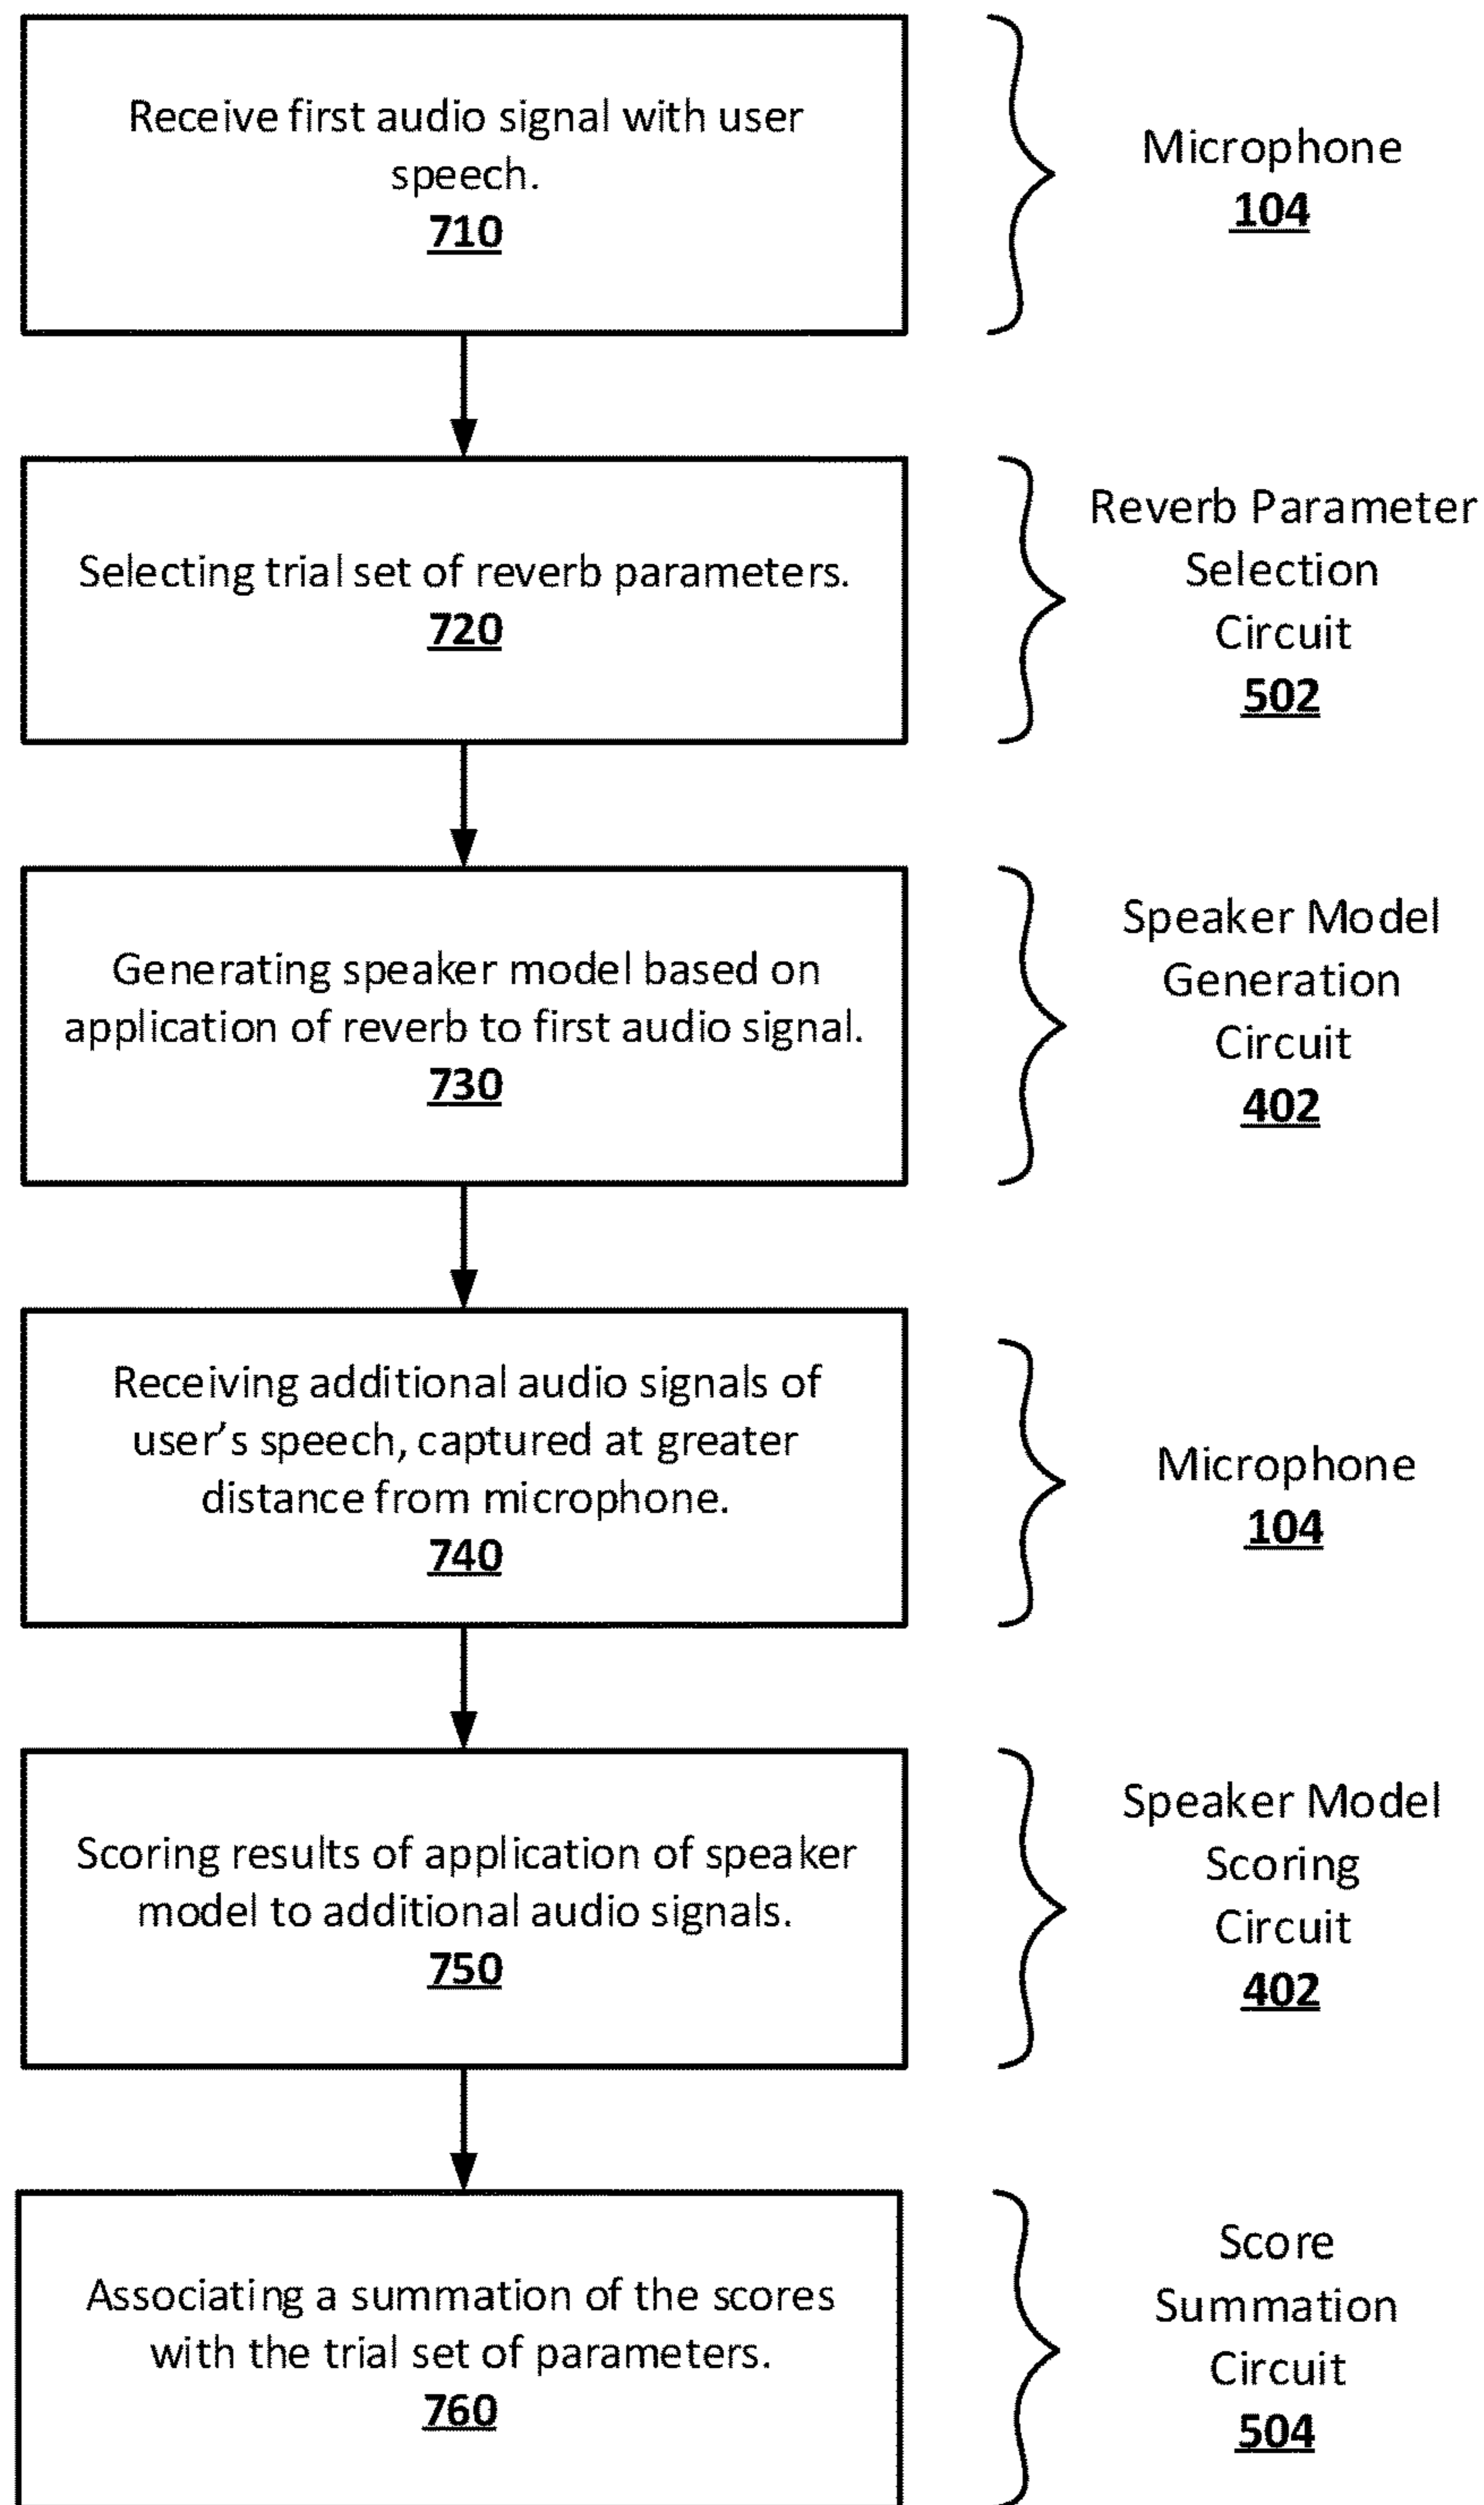 Receive first audio signal with user
speech.
710
Microphone
104
Selecting trial set of reverb parameters.
720
Reverb Parameter
Selection
Circuit
502
Generating speaker model based on
application of reverb to first audio signal.
730
Speaker Model
Generation
Circuit
402
Receiving additional audio signals of
user's speech, captured at greater
distance from microphone.
740
Microphone
104
Scoring results of application of speaker
model to additional audio signals.
750
Speaker Model
Scoring
Circuit
402
Associating a summation of the scores
with the trial set of parameters.
760
Score
Summation
Circuit
504